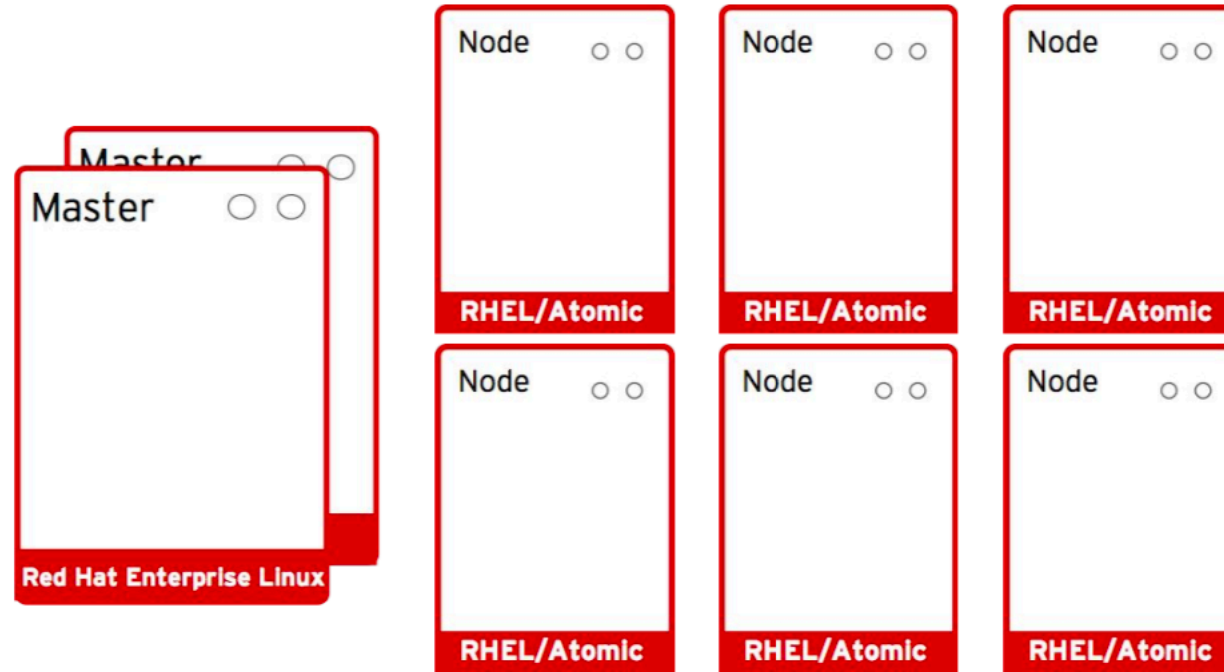 Node
Node
Node
RHEL/Atomic
RHEL/Atomic
RHEL/Atomic
Master
Master
Red Hat Enterprise Linux
Node
Node
Node
RHEL/Atomic
RHEL/Atomic
RHEL/Atomic